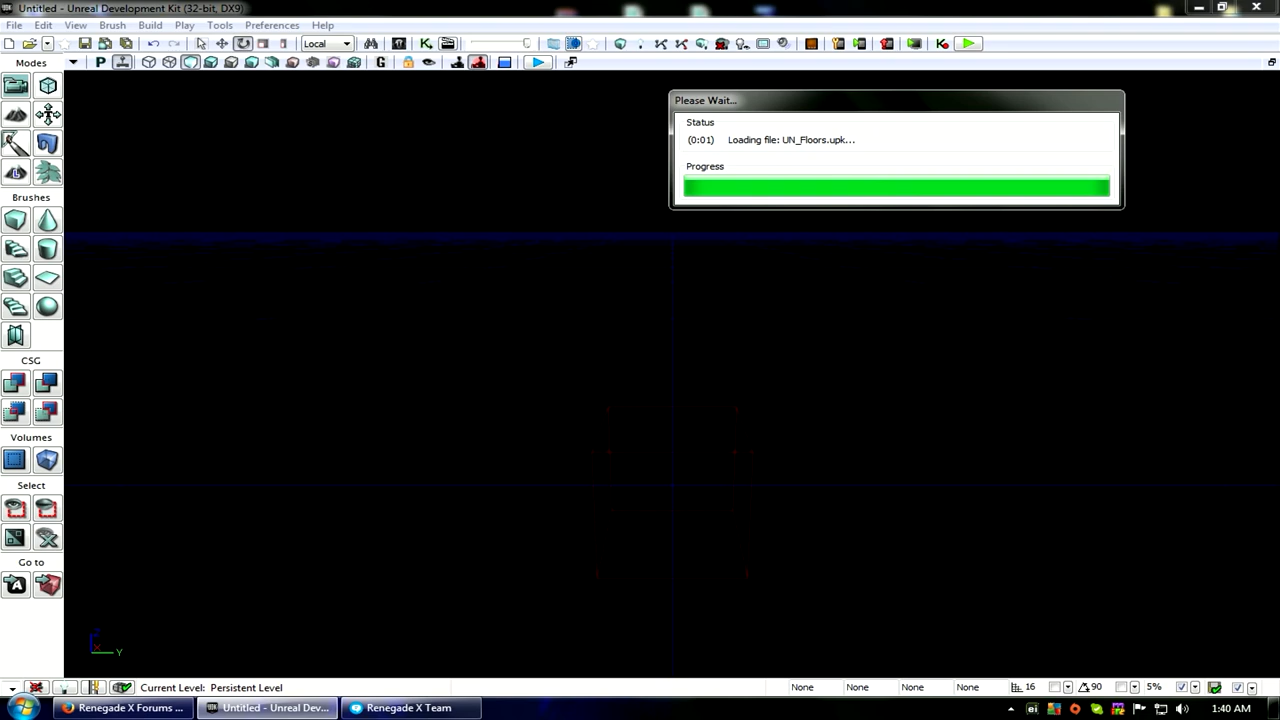 Untitled - Unreal Development Kit (32-bit, DX9)
File Edit View Brush Build Play Tools Preferences Help
Local
Modes
P
G
Please Wait...
Status
(0:01) Loading file: UN_Floors.upk...
Progress
Brushes
CSG
Volumes
Select
Go to
A
Z
X
Y
Current Level: Persistent Level
None None None None 16 90 5%
Renegade X Forums ...
Untitled - Unreal Dev...
Renegade X Team
1:40 AM